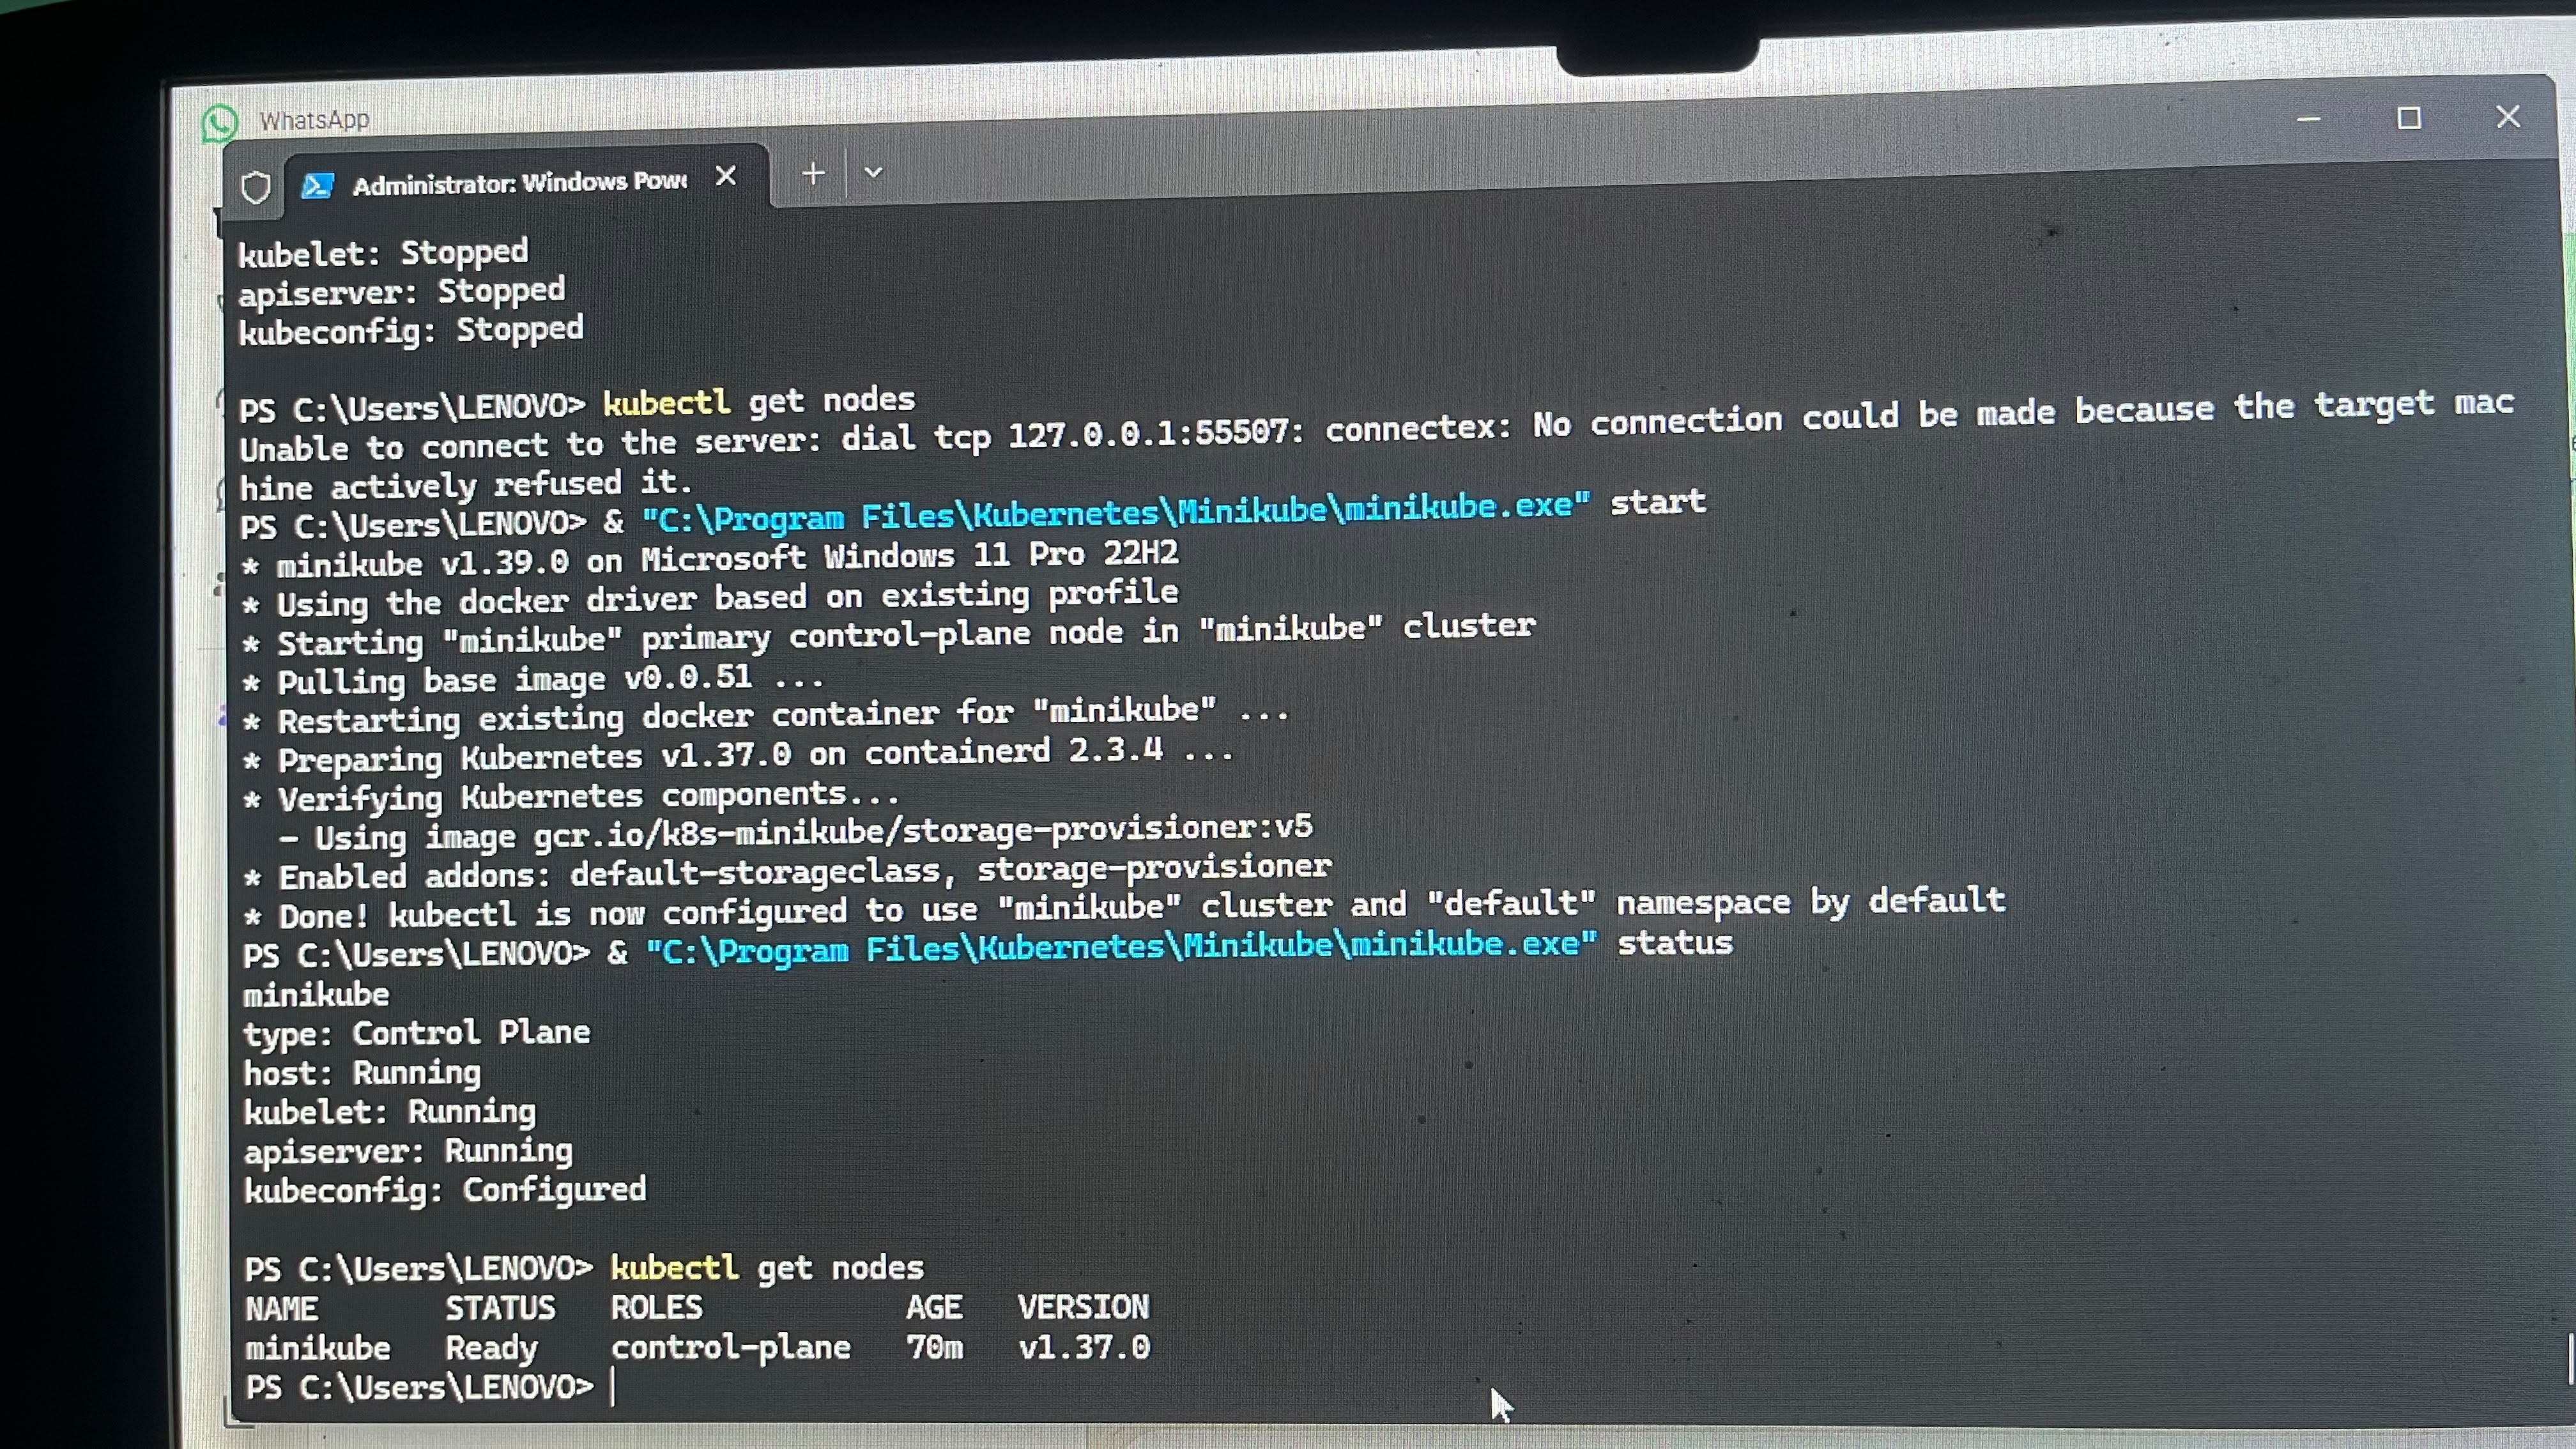 WhatsApp
Administrator: Windows Powe
kubelet: Stopped
apiserver: Stopped
kubeconfig: Stopped
PS C:\Users\LENOVO> kubectl get nodes
Unable to connect to the server: dial tcp 127.0.0.1:55507: connectex: No connection could be made because the target mac
hine actively refused it.
PS C:\Users\LENOVO> & "C:\Program Files\Kubernetes\Minikube\minikube.exe" start
* minikube v1.39.0 on Microsoft Windows 11 Pro 22H2
* Using the docker driver based on existing profile
* Starting "minikube" primary control-plane node in "minikube" cluster
* Pulling base image v0.0.51 ...
* Restarting existing docker container for "minikube" ...
* Preparing Kubernetes v1.37.0 on containerd 2.3.4 ...
* Verifying Kubernetes components...
  - Using image gcr.io/k8s-minikube/storage-provisioner:v5
* Enabled addons: default-storageclass, storage-provisioner
* Done! kubectl is now configured to use "minikube" cluster and "default" namespace by default
PS C:\Users\LENOVO> & "C:\Program Files\Kubernetes\Minikube\minikube.exe" status
minikube
type: Control Plane
host: Running
kubelet: Running
apiserver: Running
kubeconfig: Configured
PS C:\Users\LENOVO> kubectl get nodes
NAME STATUS ROLES AGE VERSION
minikube Ready control-plane 70m v1.37.0
PS C:\Users\LENOVO>